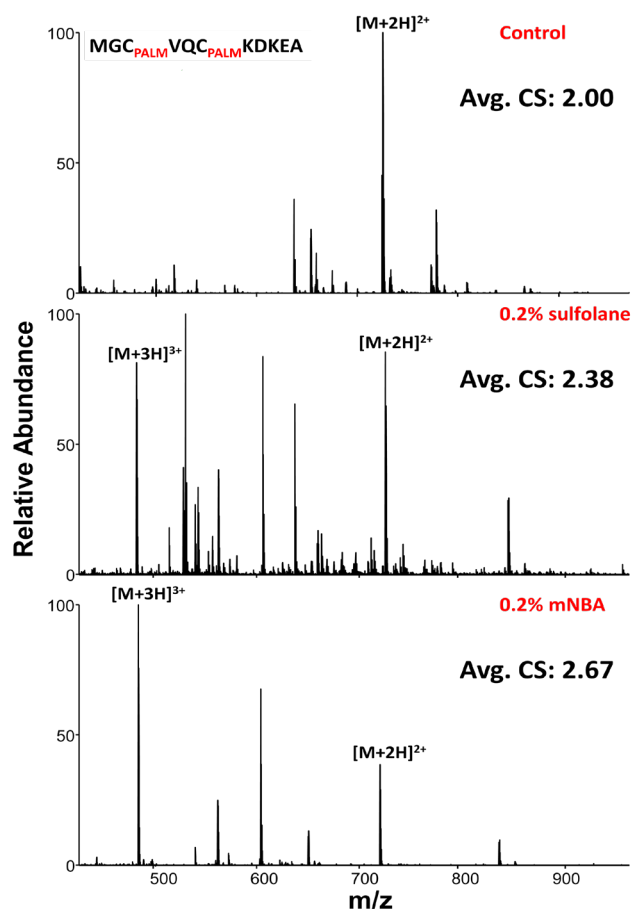 MGCPALMVQCPALMKDKEA
[M+2H]2+
Control
Avg. CS: 2.00
100
50
0
0.2% sulfolane
[M+3H]3+
[M+2H]2+
Avg. CS: 2.38
100
50
0
0.2% mNBA
[M+3H]3+
Avg. CS: 2.67
[M+2H]2+
100
50
0
Relative Abundance
500 600 700 800 900
m/z